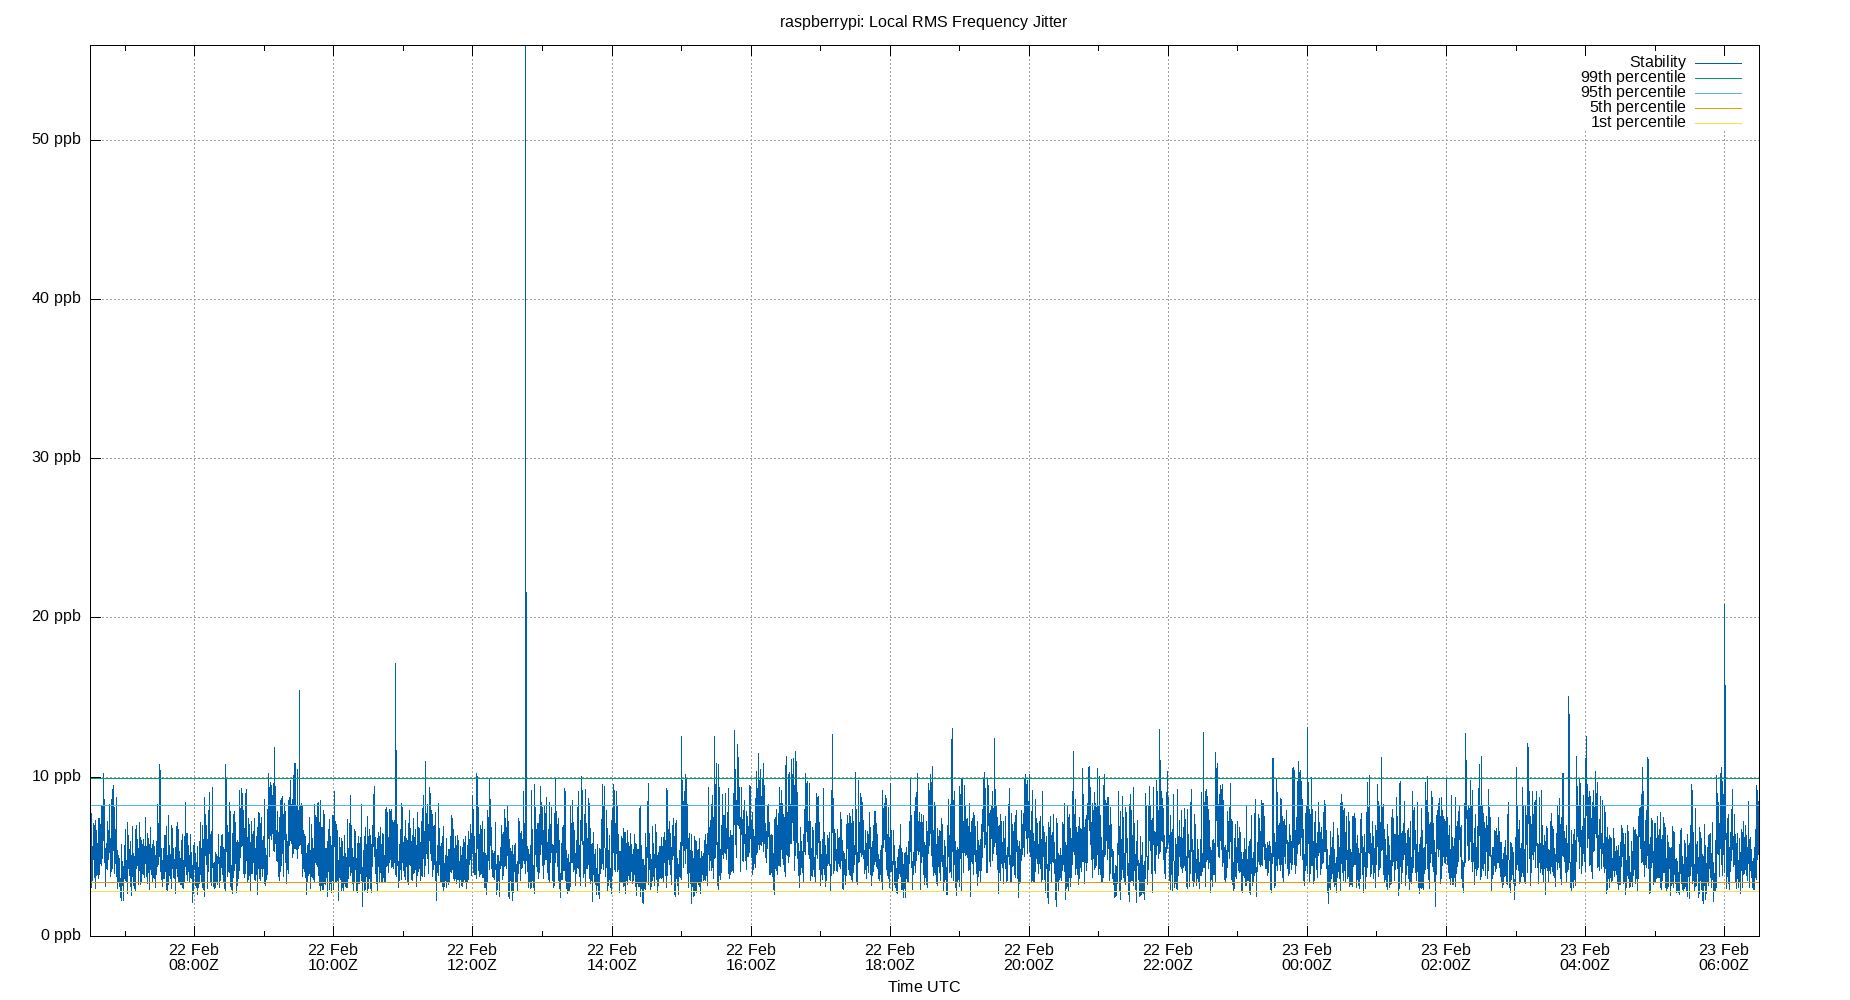 raspberrypi: Local RMS Frequency Jitter
Stability
99th percentile
95th percentile
5th percentile
1st percentile
50 ppb
40 ppb
30 ppb
20 ppb
10 ppb
0 ppb
22 Feb 22 Feb 22 Feb 22 Feb 22 Feb 22 Feb 22 Feb 22 Feb 23 Feb 23 Feb 23 Feb 23 Feb
08:00Z 10:00Z 12:00Z 14:00Z 16:00Z 18:00Z 20:00Z 22:00Z 00:00Z 02:00Z 04:00Z 06:00Z
Time UTC